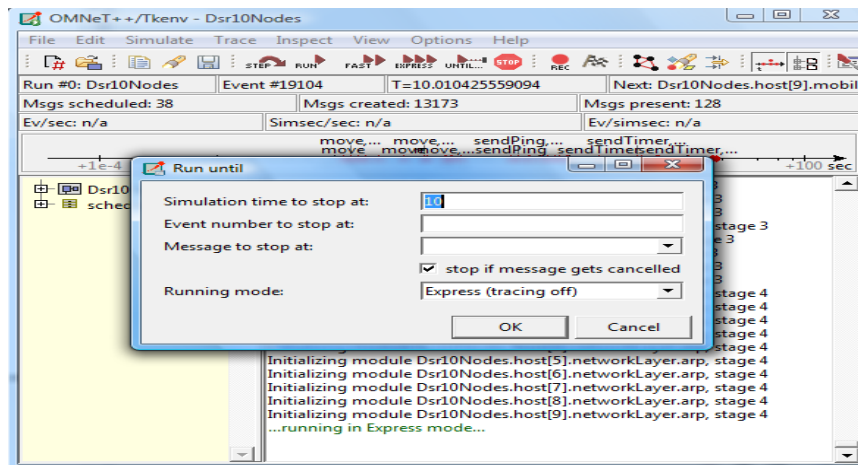 OMNeT++/Tkenv - Dsr10Nodes
File Edit Simulate Trace Inspect View Options Help
STEP RUN FAST EXPRESS UNTIL... STOP REC
Run #0: Dsr10Nodes Event #19104 T=10.010425559094 Next: Dsr10Nodes.host[9].mobil
Msgs scheduled: 38 Msgs created: 13173 Msgs present: 128
Ev/sec: n/a Simsec/sec: n/a Ev/simsec: n/a
move,... move,... sendPing,... sendTimer,...
move move,...sendPing sendTimer,...
+1e-4 +100 sec
Run until
Dsr10
sched
Simulation time to stop at: 10
Event number to stop at:
stage 3
Message to stop at:
stop if message gets cancelled
Running mode: Express (tracing off)
stage 4
stage 4
stage 4
OK Cancel
stage 4
stage 4
Initializing module Dsr10Nodes.host[5].networkLayer.arp, stage 4
Initializing module Dsr10Nodes.host[6].networkLayer.arp, stage 4
Initializing module Dsr10Nodes.host[7].networkLayer.arp, stage 4
Initializing module Dsr10Nodes.host[8].networkLayer.arp, stage 4
Initializing module Dsr10Nodes.host[9].networkLayer.arp, stage 4
...running in Express mode...